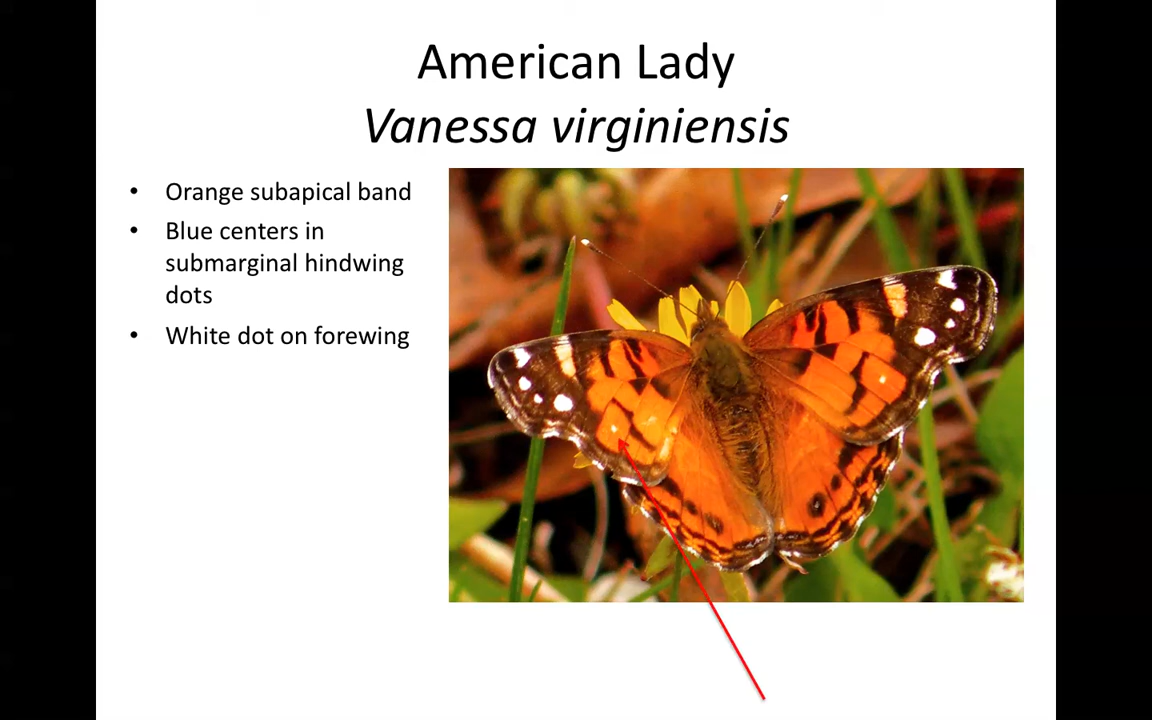 American Lady
Vanessa virginiensis
• Orange subapical band
• Blue centers in
submarginal hindwing
dots
• White dot on forewing